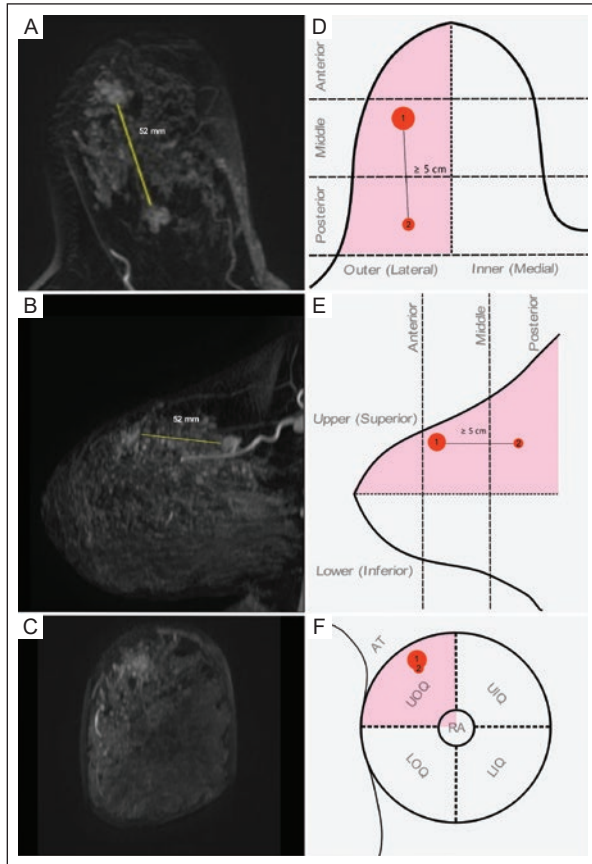 A
52 mm
D
Anterior
Middle
Posterior
1
≥ 5 cm
2
Outer (Lateral)
Inner (Medial)
B
52 mm
E
Anterior
Middle
Posterior
Upper (Superior)
≥ 5 cm
1
2
Lower (Inferior)
C
F
AT
1
2
UOQ
UIQ
RA
LOQ
LIQ